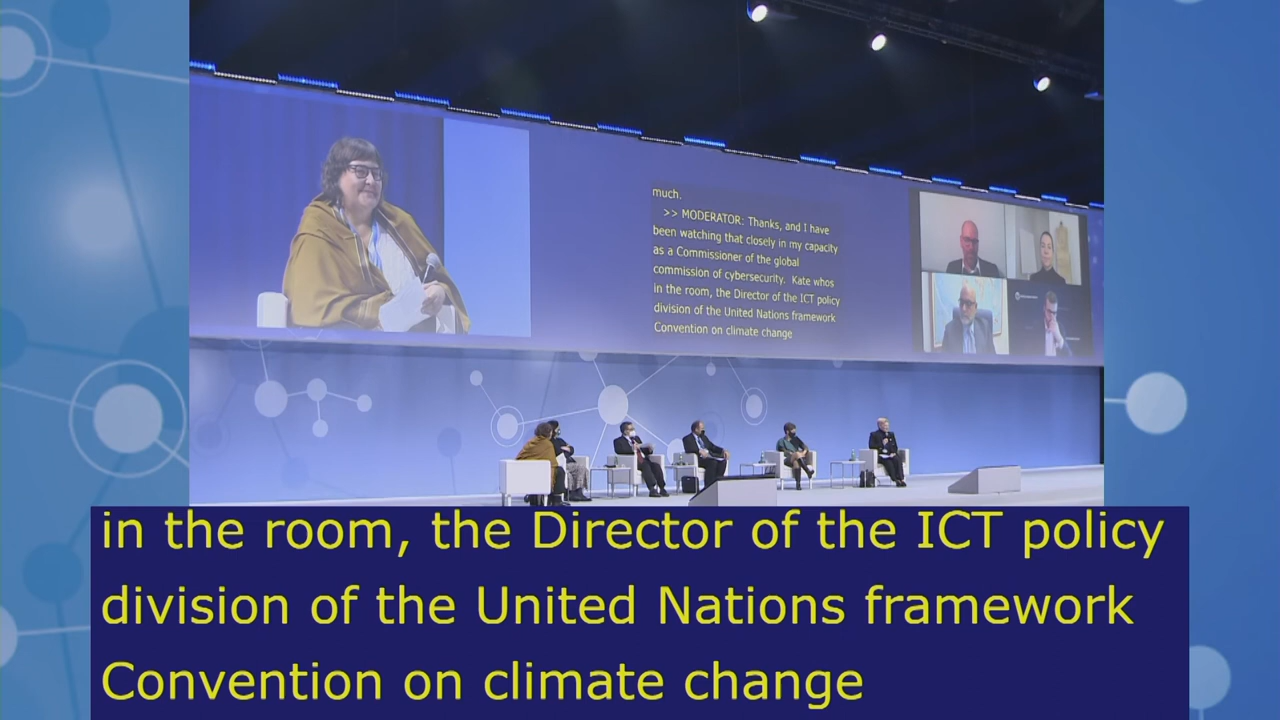 much.
>> MODERATOR: Thanks, and I have
been watching that closely in my capacity
as a Commissioner of the global
commission of cybersecurity. Kate whos
in the room, the Director of the ICT policy
division of the United Nations framework
Convention on climate change
in the room, the Director of the ICT policy
division of the United Nations framework
Convention on climate change